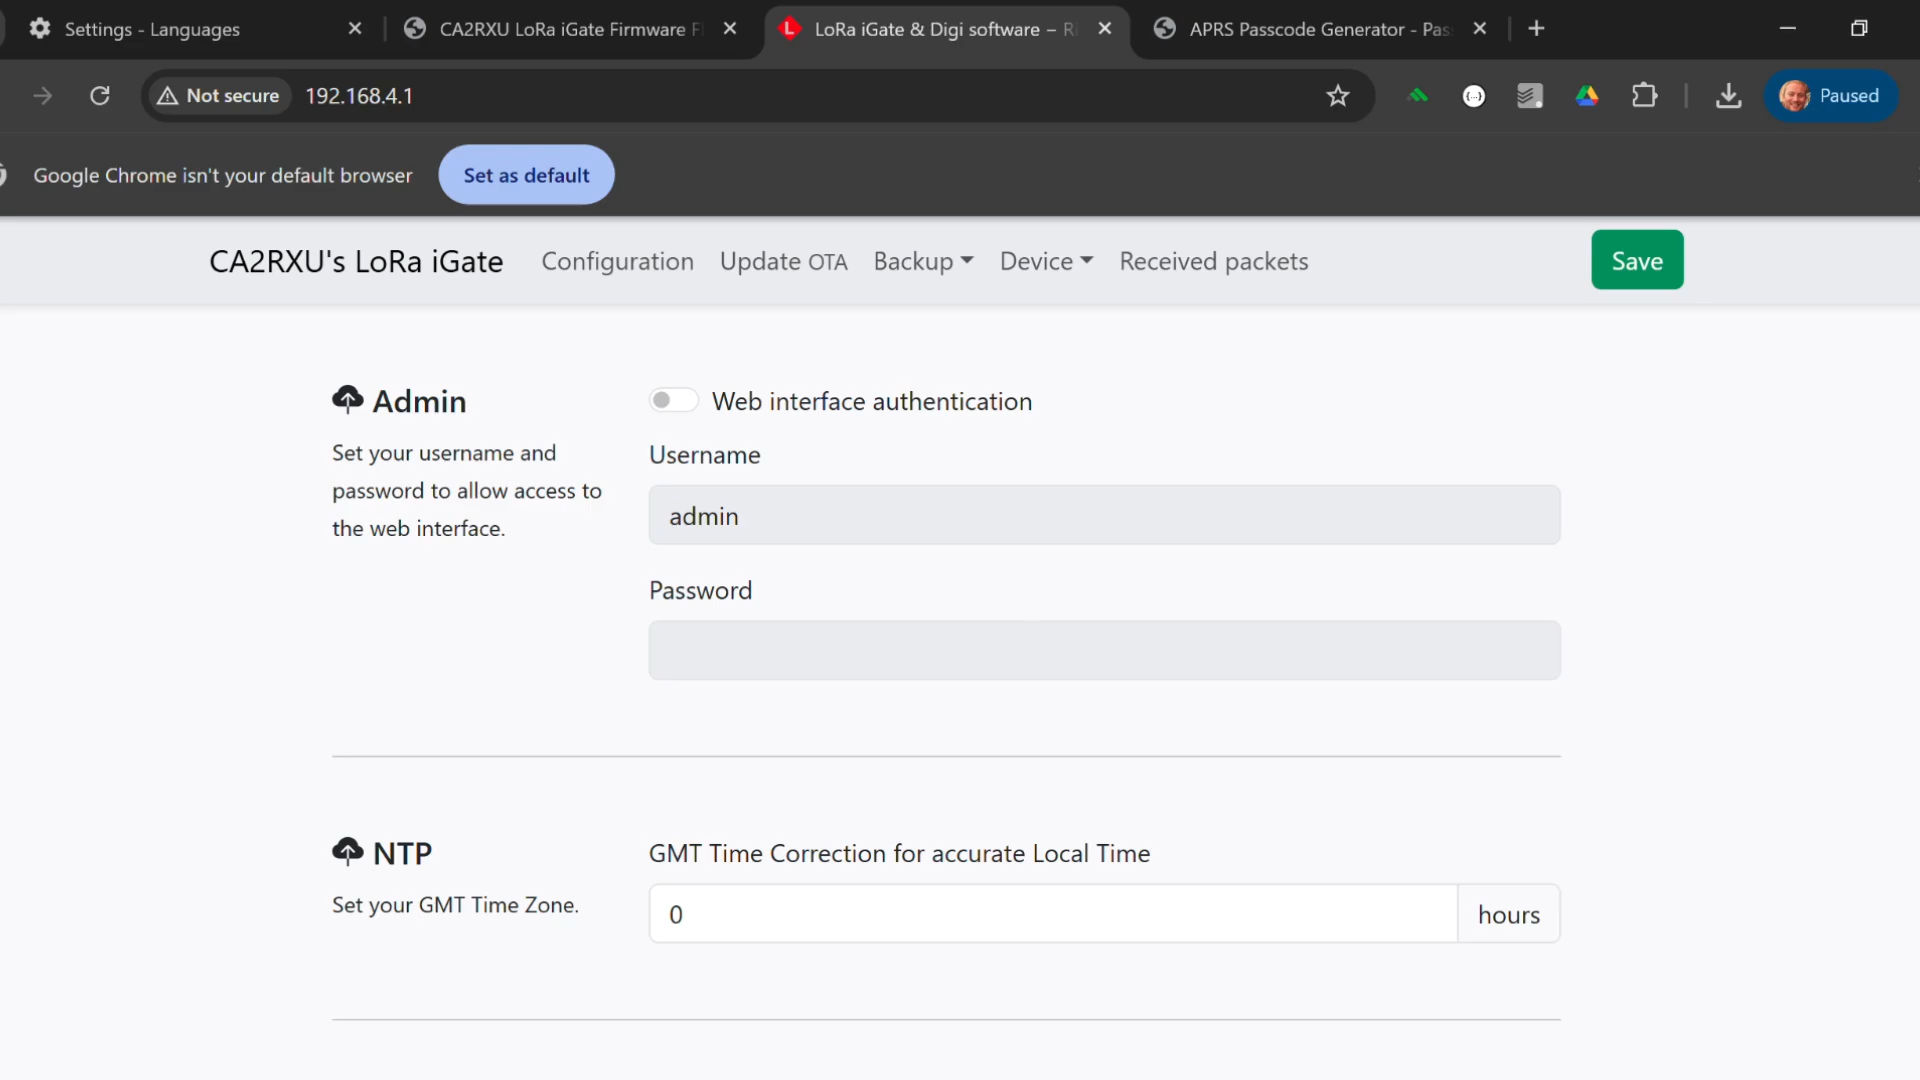 Settings - Languages
CA2RXU LoRa iGate Firmware Fl
LoRa iGate & Digi software – Ri
APRS Passcode Generator - Pas
Not secure
192.168.4.1
Paused
Google Chrome isn't your default browser
Set as default
CA2RXU's LoRa iGate
Configuration
Update OTA
Backup
Device
Received packets
Save
Admin
Set your username and
password to allow access to
the web interface.
Web interface authentication
Username
admin
Password
NTP
Set your GMT Time Zone.
GMT Time Correction for accurate Local Time
0
hours